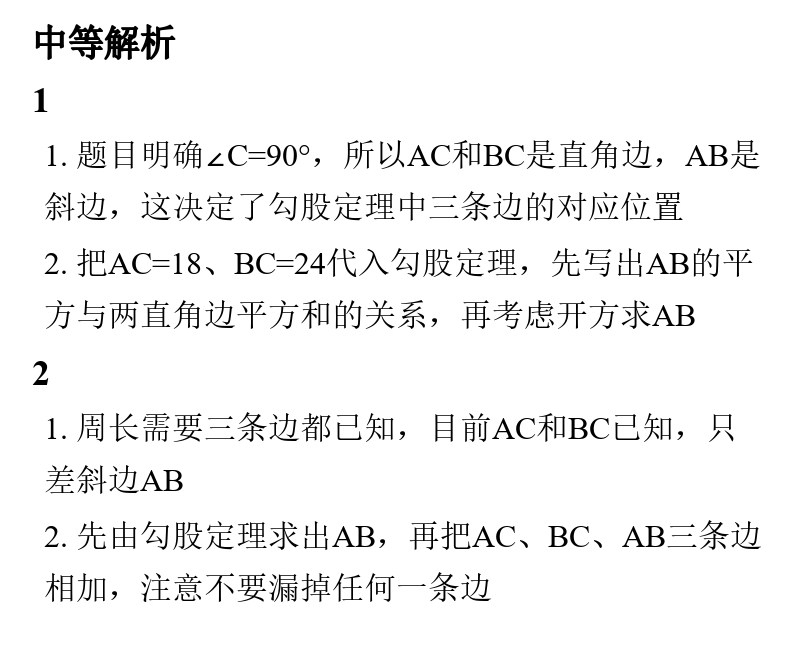 中等解析
1
1. 题目明确∠C=90°，所以AC和BC是直角边，AB是
斜边，这决定了勾股定理中三条边的对应位置
2. 把AC=18、BC=24代入勾股定理，先写出AB的平
方与两直角边平方和的关系，再考虑开方求AB
2
1. 周长需要三条边都已知，目前AC和BC已知，只
差斜边AB
2. 先由勾股定理求出AB，再把AC、BC、AB三条边
相加，注意不要漏掉任何一条边